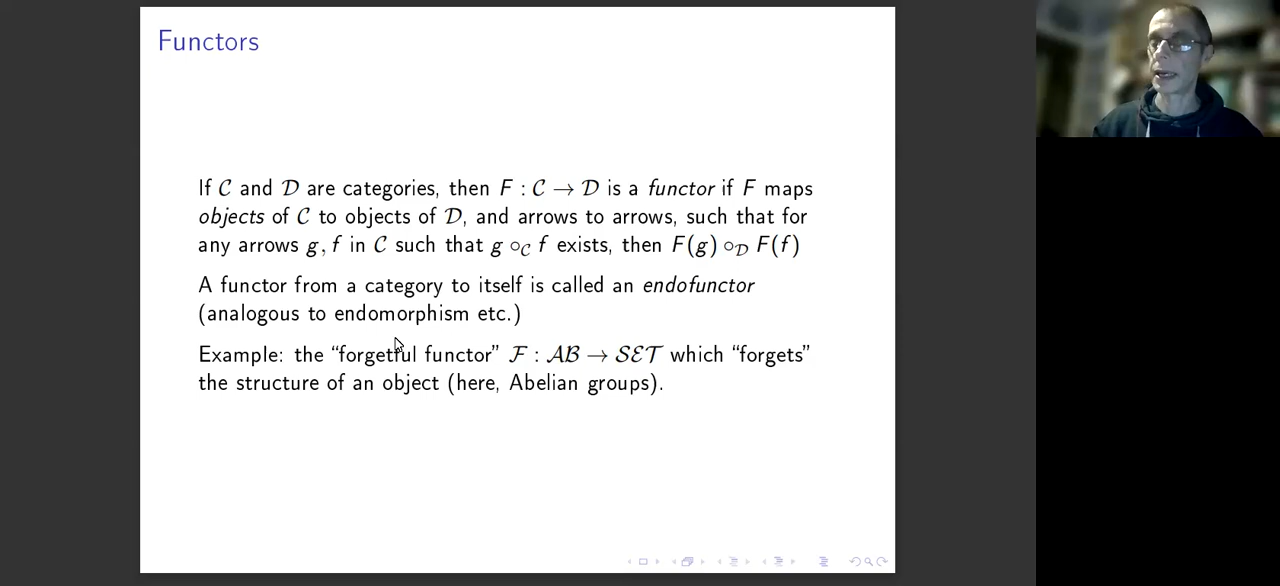 Functors
If 𝒞 and 𝒟 are categories, then F : 𝒞 → 𝒟 is a functor if F maps
objects of 𝒞 to objects of 𝒟, and arrows to arrows, such that for
any arrows g, f in 𝒞 such that g ∘_𝒞 f exists, then F(g) ∘_𝒟 F(f)
A functor from a category to itself is called an endofunctor
(analogous to endomorphism etc.)
Example: the “forgetful functor” ℱ : 𝒜ℬ → 𝒮ℰ𝒯 which “forgets”
the structure of an object (here, Abelian groups).